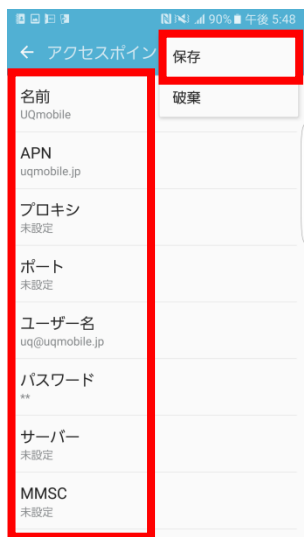 90% 午後 5:48
アクセスポイン
保存
破棄
名前
UQmobile
APN
uqmobile.jp
プロキシ
未設定
ポート
未設定
ユーザー名
uq@uqmobile.jp
パスワード
**
サーバー
未設定
MMSC
未設定